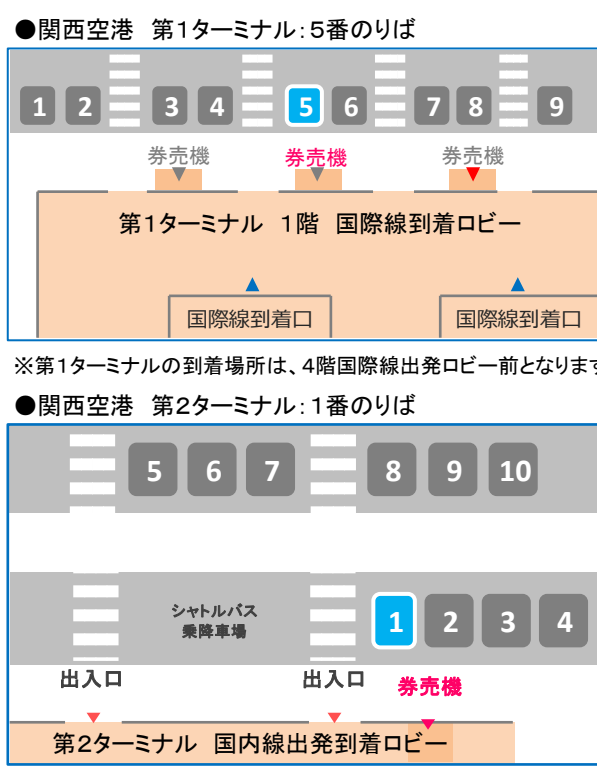 ●関西空港 第1ターミナル:5番のりば
1 2 3 4 5 6 7 8 9
券売機 券売機 券売機
第1ターミナル 1階 国際線到着ロビー
国際線到着口 国際線到着口
※第1ターミナルの到着場所は、4階国際線出発ロビー前となります
●関西空港 第2ターミナル:1番のりば
5 6 7 8 9 10
シャトルバス
乗降車場
1 2 3 4
出入口 出入口 券売機
第2ターミナル 国内線出発到着ロビー